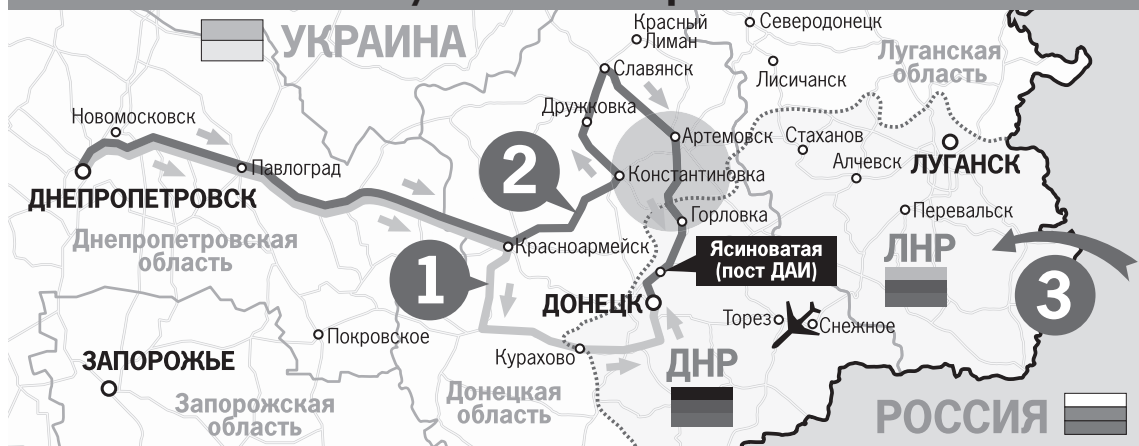 УКРАИНА
Красный
Лиман
Северодонецк
Луганская
область
Славянск
Лисичанск
Новомосковск
Дружковка
Артемовск
Стаханов
ЛУГАНСК
Павлоград
2
Константиновка
Алчевск
ДНЕПРОПЕТРОВСК
Горловка
Перевальск
Днепропетровская
область
Красноармейск
Ясиноватая
(пост ДАИ)
ЛНР
1
3
ДОНЕЦК
Торез
Снежное
Покровское
Курахово
ЗАПОРОЖЬЕ
ДНР
Запорожская
область
Донецкая
область
РОССИЯ